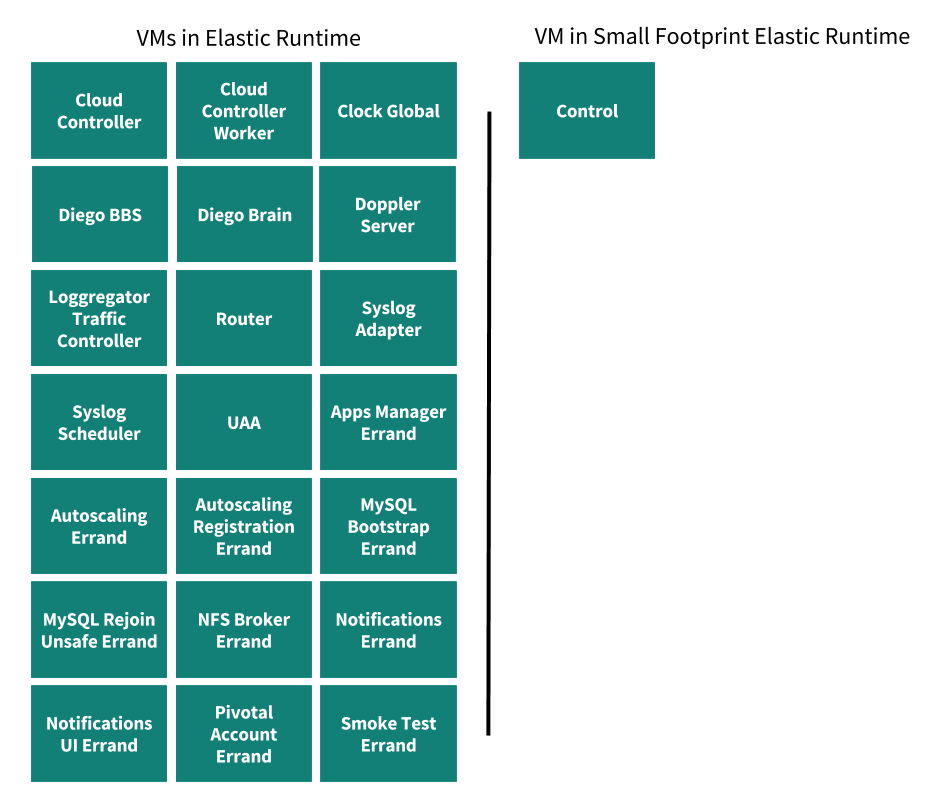 VMs in Elastic Runtime
VM in Small Footprint Elastic Runtime
Cloud
Controller
Cloud
Controller
Worker
Clock Global
Control
Diego BBS
Diego Brain
Doppler
Server
Loggregator
Traffic
Controller
Router
Syslog
Adapter
Syslog
Scheduler
UAA
Apps Manager
Errand
Autoscaling
Errand
Autoscaling
Registration
Errand
MySQL
Bootstrap
Errand
MySQL Rejoin
Unsafe Errand
NFS Broker
Errand
Notifications
Errand
Notifications
UI Errand
Pivotal
Account
Errand
Smoke Test
Errand